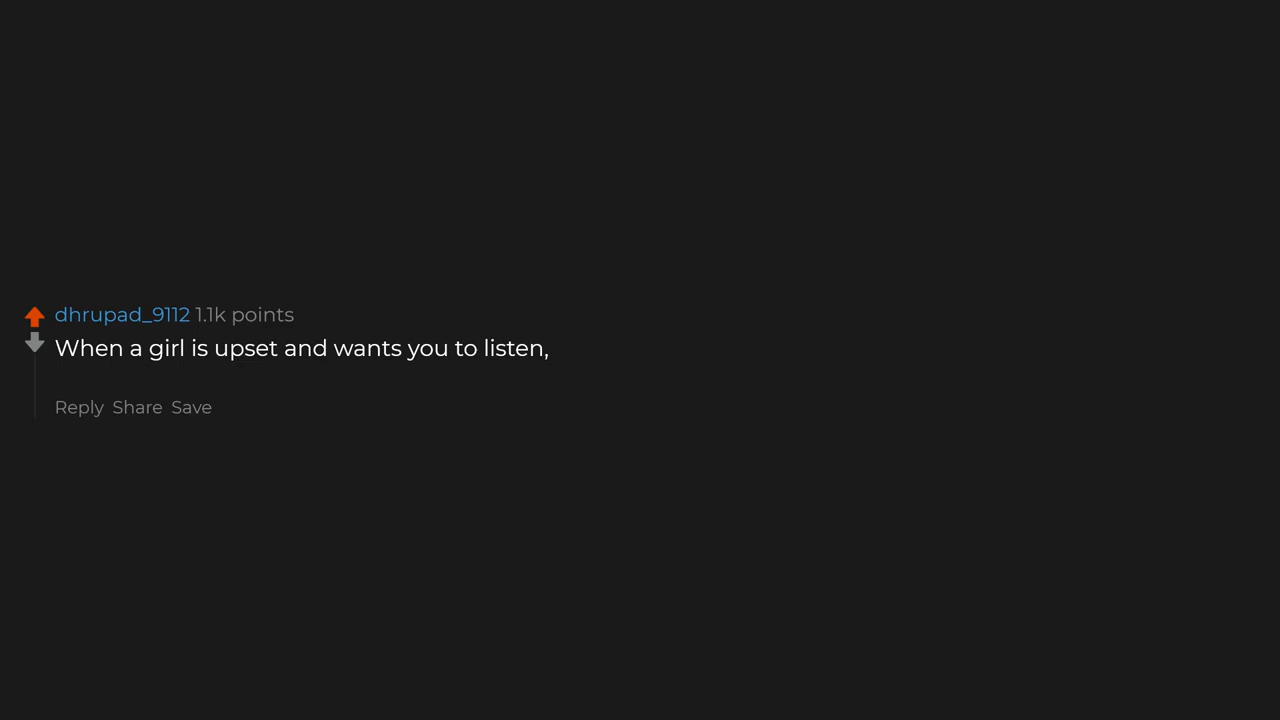 dhrupad_9112 1.1k points
When a girl is upset and wants you to listen,
Reply Share Save